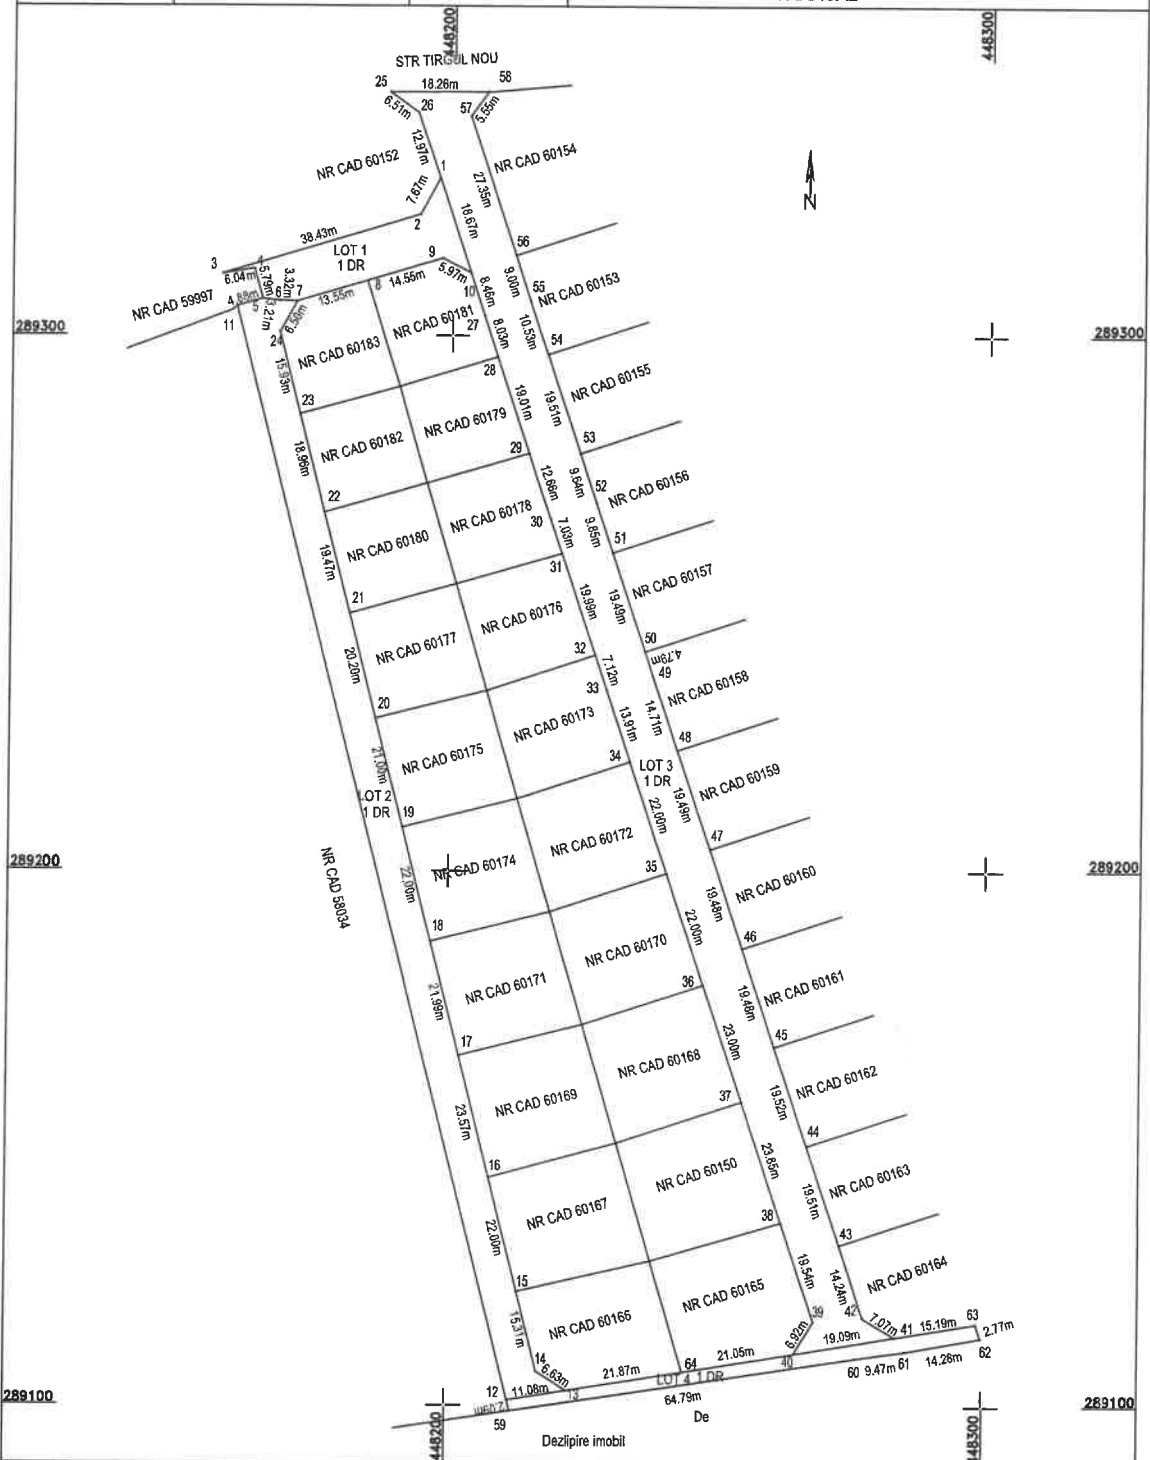 448200
448300
STR TIRGUL NOU
25
18.26m
58
6.51m
26
57
5.55m
12.97m
NR CAD 60152
1
NR CAD 60154
7.67m
27.35m
N
2
18.67m
38.43m
56
3
4
LOT 1
1 DR
9
6.04m
5.79m
3.32m
5.97m
9.00m
55
NR CAD 60153
NR CAD 59997
4
5
6
7
13.55m
8
14.55m
10
8.46m
11
3.21m
6.50m
24
NR CAD 60181
27
8.03m
10.53m
54
289300
289300
NR CAD 60183
15.93m
28
NR CAD 60155
23
19.01m
19.51m
NR CAD 60179
NR CAD 60182
18.96m
29
53
12.66m
9.64m
52
NR CAD 60156
22
NR CAD 60178
30
7.03m
9.85m
51
NR CAD 60180
19.47m
31
NR CAD 60157
21
19.99m
19.49m
NR CAD 60176
NR CAD 60177
32
50
4.79m
49
20.20m
7.12m
33
NR CAD 60158
20
NR CAD 60173
13.91m
14.71m
48
NR CAD 60175
21.00m
34
LOT 3
1 DR
NR CAD 60159
LOT 2
1 DR
19
22.00m
19.49m
47
NR CAD 60172
289200
289200
NR CAD 60174
22.00m
35
NR CAD 60160
NR CAD 58034
18
22.00m
19.48m
46
NR CAD 60170
NR CAD 60171
21.99m
36
19.48m
NR CAD 60161
17
23.00m
45
NR CAD 60168
NR CAD 60169
23.57m
37
19.52m
NR CAD 60162
16
44
23.85m
NR CAD 60150
NR CAD 60167
22.00m
38
19.51m
NR CAD 60163
15
43
19.54m
NR CAD 60165
14.24m
NR CAD 60164
NR CAD 60166
15.31m
39
42
14
6.92m
7.07m
41
15.19m
63
2.77m
6.63m
21.87m
64
21.05m
40
19.09m
60
9.47m
61
14.28m
62
12
11.08m
13
LOT 4 1 DR
64.79m
289100
289100
59
De
Dezlipire imobil
448200
448300